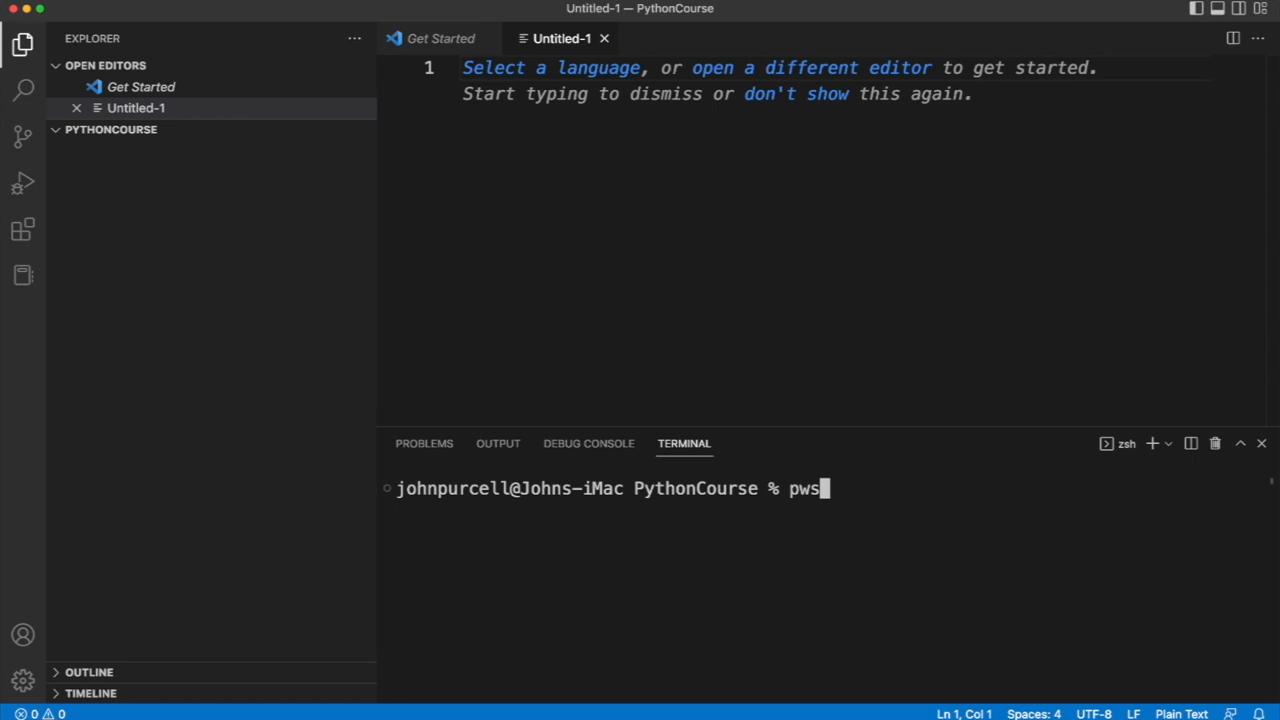 Untitled-1 — PythonCourse
EXPLORER
OPEN EDITORS
Get Started
Untitled-1
PYTHONCOURSE
OUTLINE
TIMELINE
Get Started
Untitled-1
1 Select a language, or open a different editor to get started.
Start typing to dismiss or don't show this again.
PROBLEMS OUTPUT DEBUG CONSOLE TERMINAL
zsh
johnpurcell@Johns-iMac PythonCourse % pws
0 0
Ln 1, Col 1 Spaces: 4 UTF-8 LF Plain Text